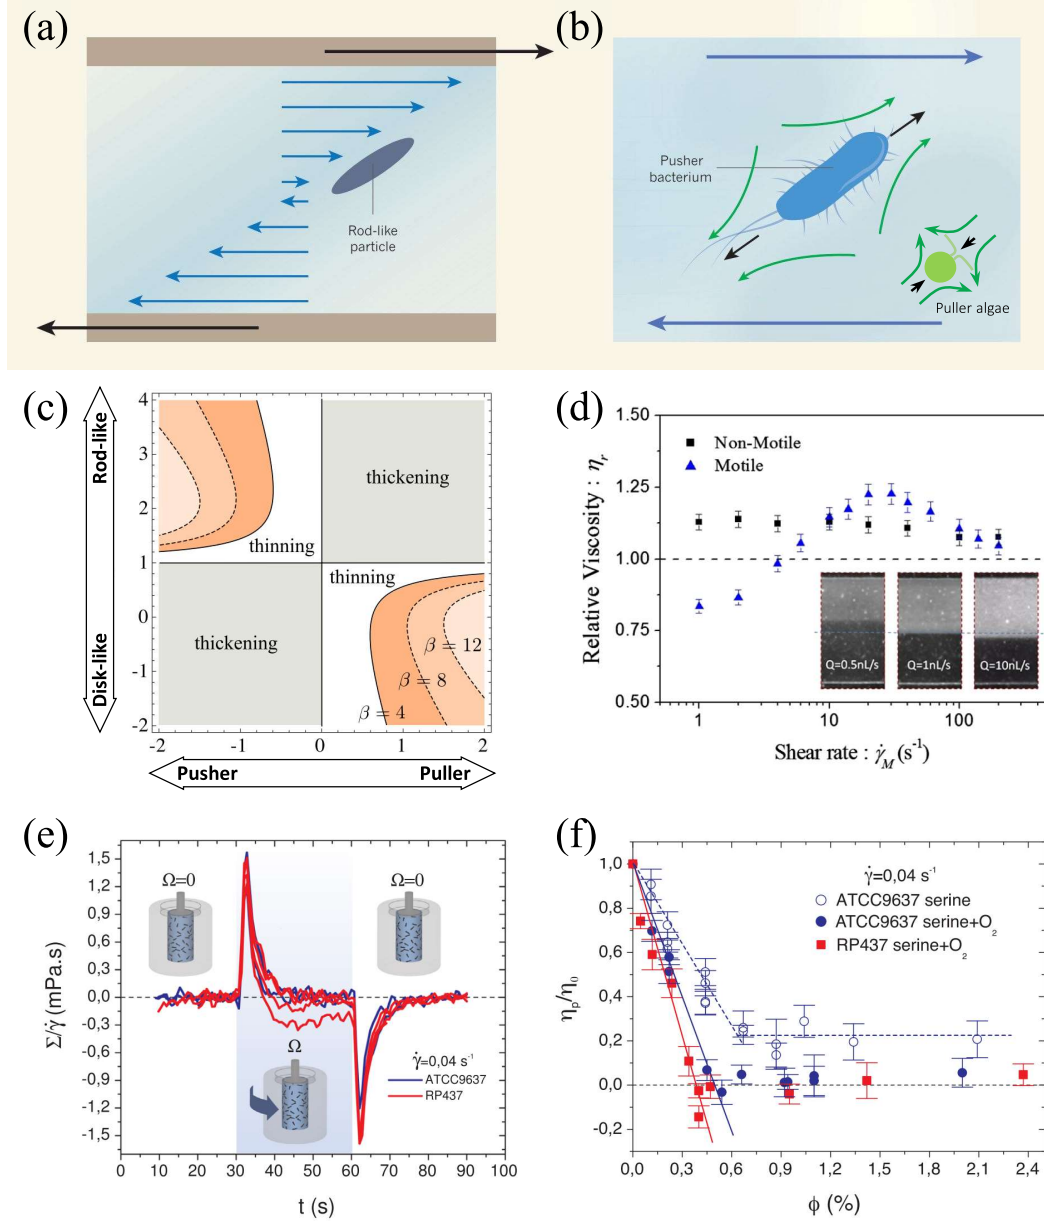 (a)
Rod-like
particle
(b)
Pusher
bacterium
Puller algae
(c)
Rod-like
Disk-like
4
3
2
1
0
-1
-2
thickening
thinning
thinning
thickening
β = 12
β = 8
β = 4
-2 -1 0 1 2
Pusher Puller
(d)
Relative Viscosity : ηr
1.50
1.25
1.00
0.75
0.50
Non-Motile
Motile
Q=0.5nL/s Q=1nL/s Q=10nL/s
1 10 100
Shear rate : γ̇M (s⁻¹)
(e)
Σ/γ̇ (mPa.s)
1,5
1,2
0,9
0,6
0,3
0,0
-0,3
-0,6
-0,9
-1,2
-1,5
Ω=0 Ω=0
Ω
γ̇=0,04 s⁻¹
ATCC9637
RP437
0 10 20 30 40 50 60 70 80 90 100
t (s)
(f)
ηp/η0
1,0
0,8
0,6
0,4
0,2
0,0
-0,2
γ̇=0,04 s⁻¹
ATCC9637 serine
ATCC9637 serine+O₂
RP437 serine+O₂
0,0 0,3 0,6 0,9 1,2 1,5 1,8 2,1 2,4
ϕ (%)